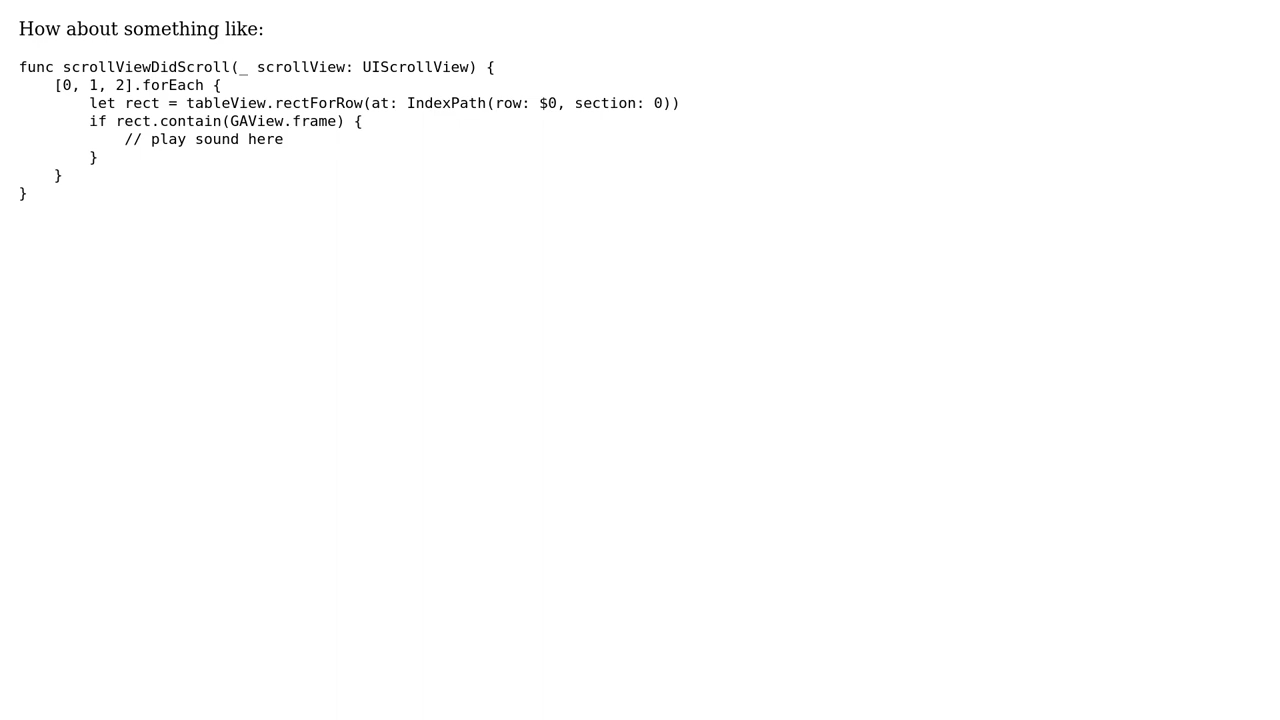 How about something like:
func scrollViewDidScroll(_ scrollView: UIScrollView) {
    [0, 1, 2].forEach {
        let rect = tableView.rectForRow(at: IndexPath(row: $0, section: 0))
        if rect.contain(GAView.frame) {
            // play sound here
        }
    }
}